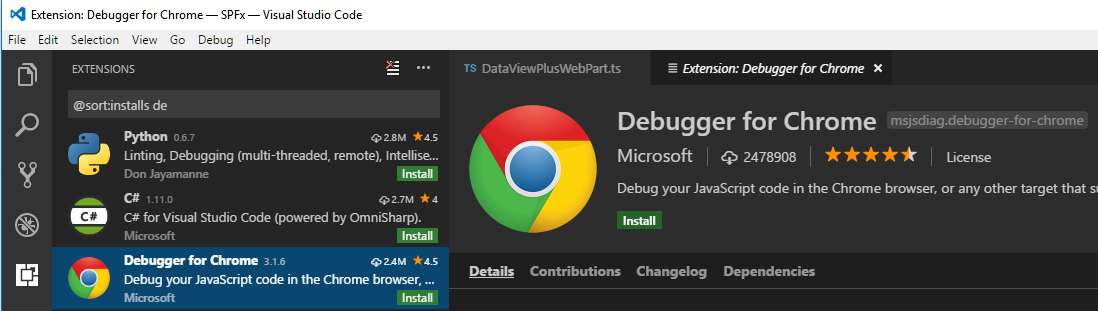 Extension: Debugger for Chrome — SPFx — Visual Studio Code
File Edit Selection View Go Debug Help
EXTENSIONS
@sort:installs de
Python 0.6.7 2.8M 4.5
Linting, Debugging (multi-threaded, remote), Intellise...
Don Jayamanne Install
C# C# 1.11.0 2.7M 4
C# for Visual Studio Code (powered by OmniSharp).
Microsoft Install
Debugger for Chrome 3.1.6 2.4M 4.5
Debug your JavaScript code in the Chrome browser, ...
Microsoft Install
TS DataViewPlusWebPart.ts Extension: Debugger for Chrome
Debugger for Chrome msjsdiag.debugger-for-chrome
Microsoft 2478908 License
Debug your JavaScript code in the Chrome browser, or any other target that su
Install
Details Contributions Changelog Dependencies